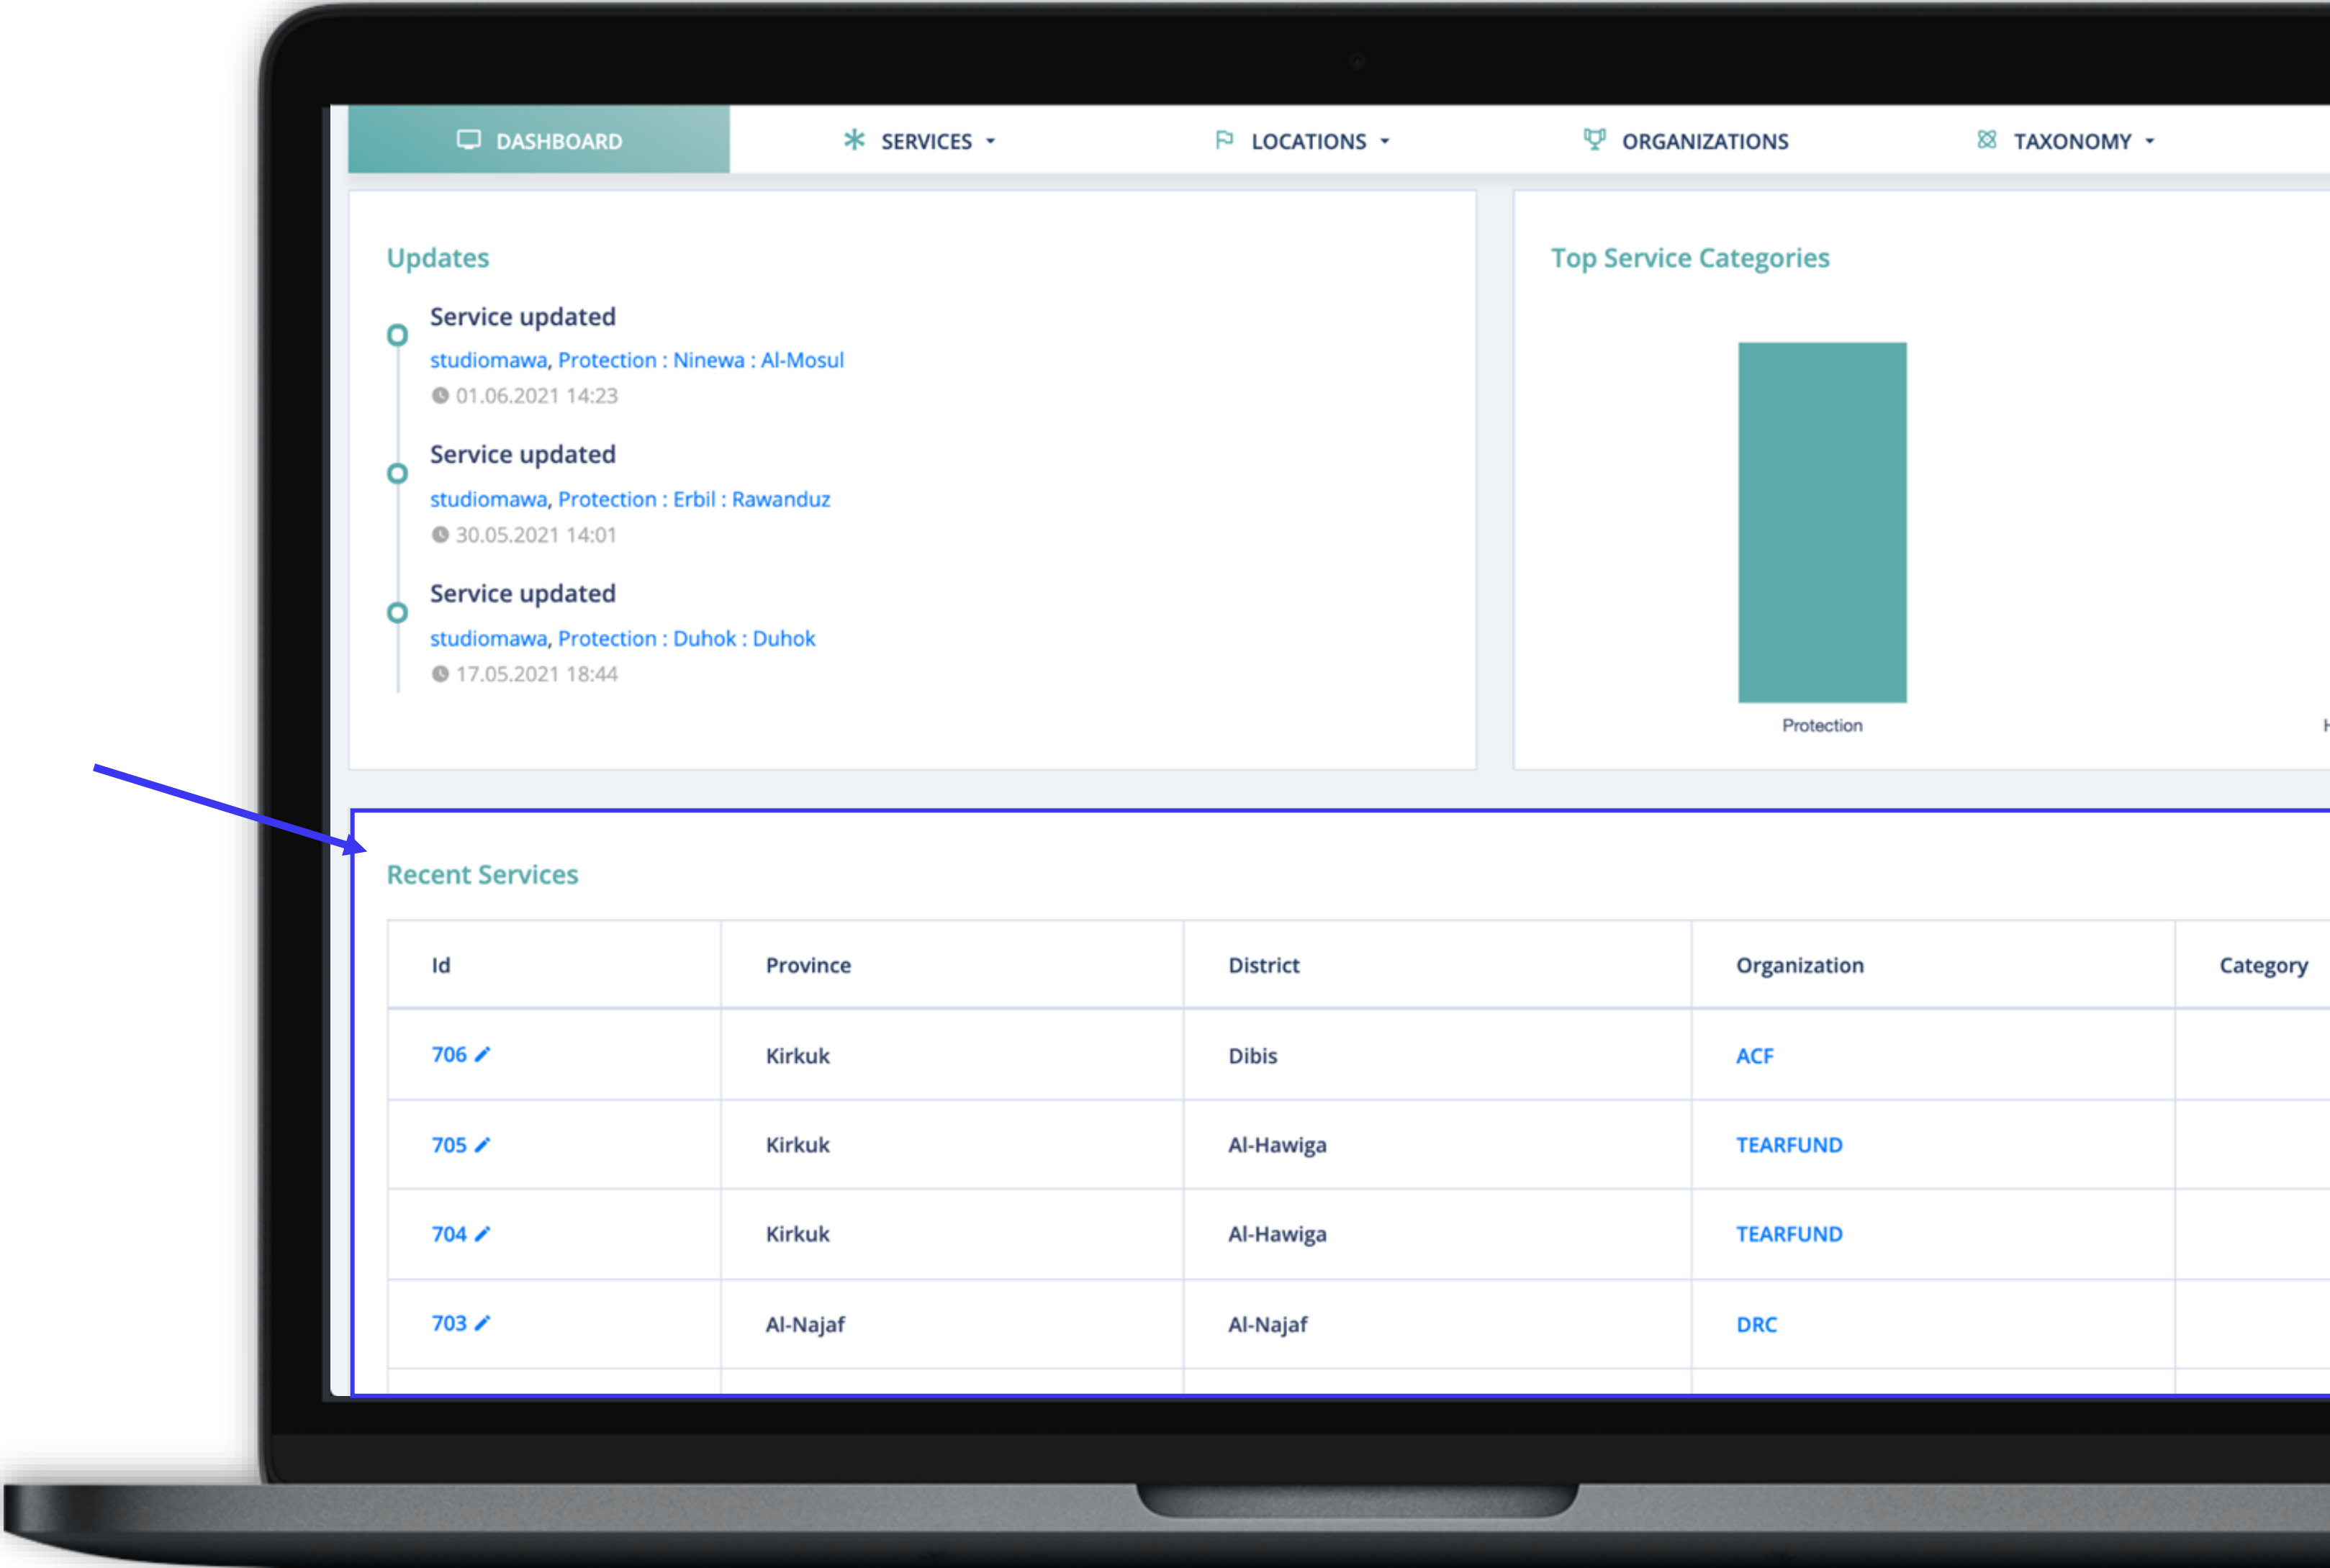 DASHBOARD
SERVICES
LOCATIONS
ORGANIZATIONS
TAXONOMY
Updates
Service updated
studiomawa, Protection : Ninewa : Al-Mosul
01.06.2021 14:23
Service updated
studiomawa, Protection : Erbil : Rawanduz
30.05.2021 14:01
Service updated
studiomawa, Protection : Duhok : Duhok
17.05.2021 18:44
Top Service Categories
Protection
Recent Services
Id Province District Organization Category
706 Kirkuk Dibis ACF
705 Kirkuk Al-Hawiga TEARFUND
704 Kirkuk Al-Hawiga TEARFUND
703 Al-Najaf Al-Najaf DRC